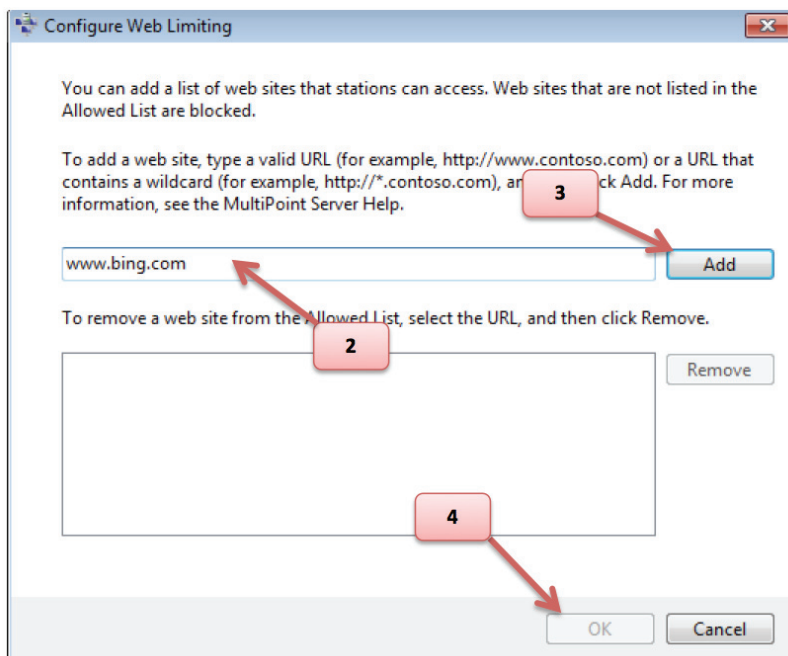 Configure Web Limiting
You can add a list of web sites that stations can access. Web sites that are not listed in the
Allowed List are blocked.
To add a web site, type a valid URL (for example, http://www.contoso.com) or a URL that
contains a wildcard (for example, http://*.contoso.com), an ck Add. For more
information, see the MultiPoint Server Help.
3
www.bing.com
Add
To remove a web site from the Allowed List, select the URL, and then click Remove.
2
Remove
4
OK
Cancel